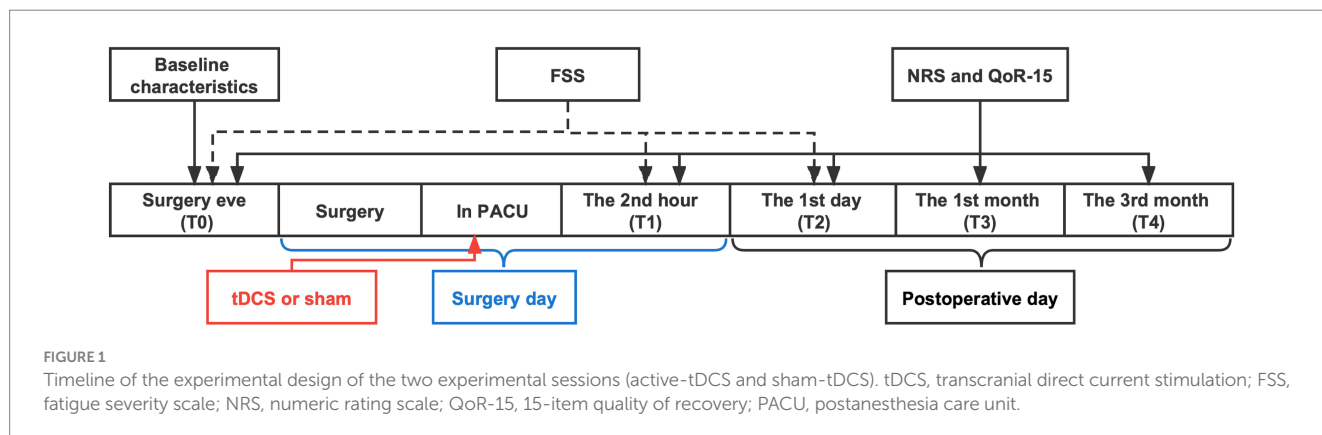 Baseline
characteristics
FSS
NRS and QoR-15
Surgery eve
(T0)
Surgery
In PACU
The 2nd hour
(T1)
The 1st day
(T2)
The 1st month
(T3)
The 3rd month
(T4)
tDCS or sham
Surgery day
Postoperative day
FIGURE 1
Timeline of the experimental design of the two experimental sessions (active-tDCS and sham-tDCS). tDCS, transcranial direct current stimulation; FSS,
fatigue severity scale; NRS, numeric rating scale; QoR-15, 15-item quality of recovery; PACU, postanesthesia care unit.